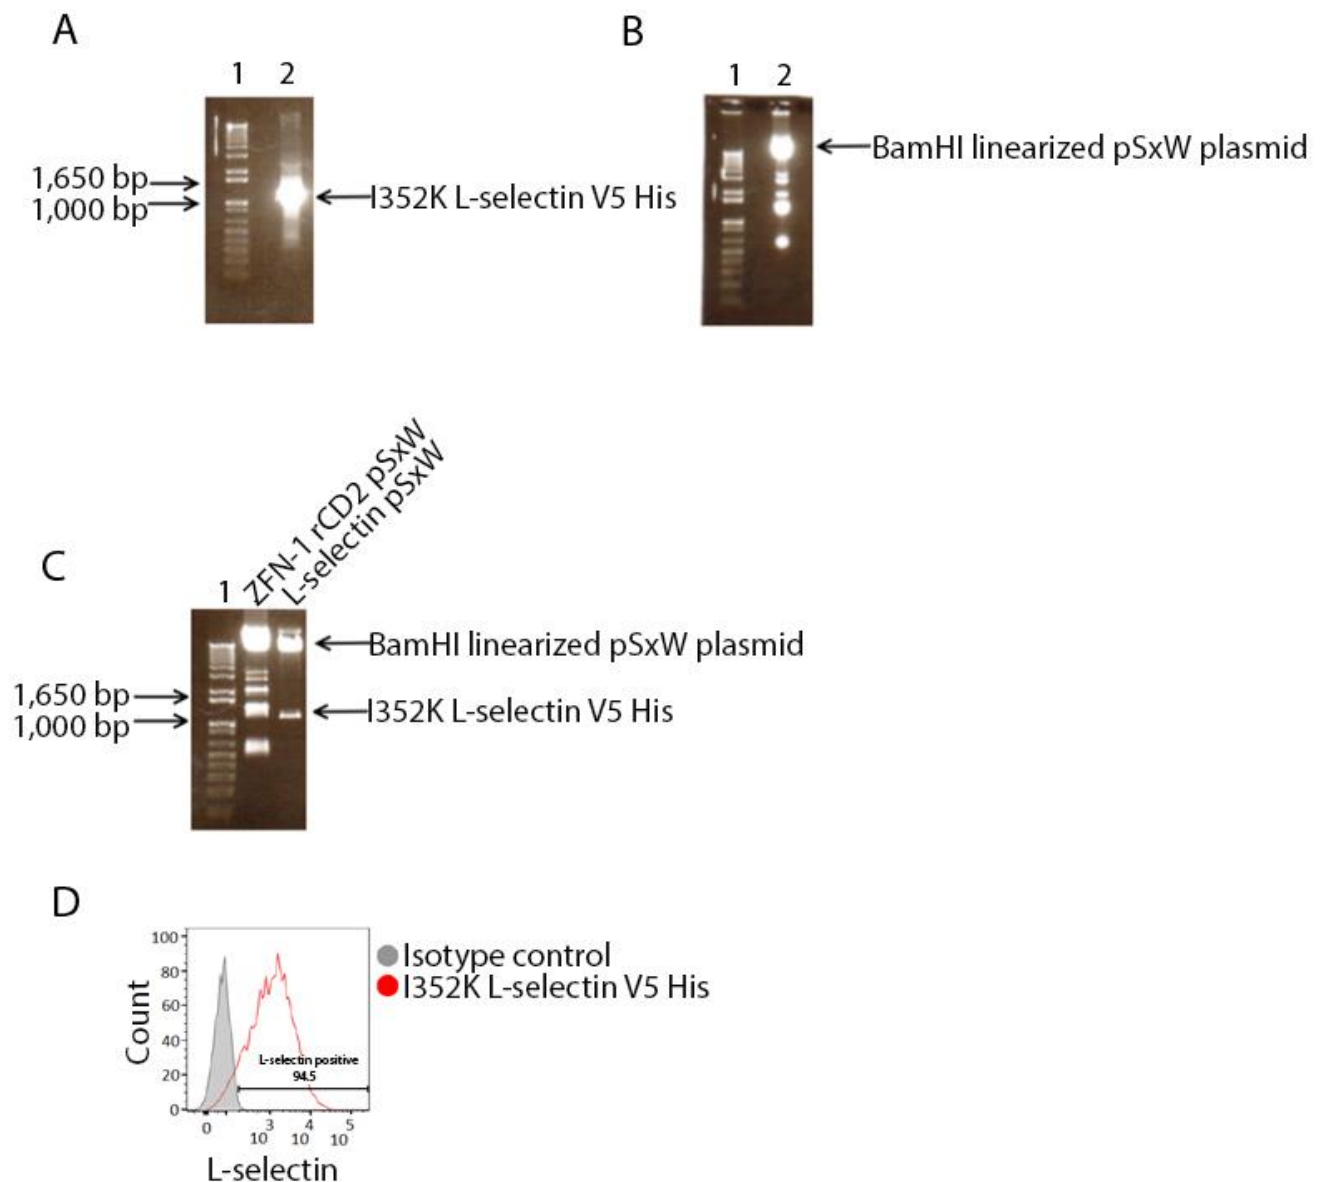 A
B
1 2
1 2
1,650 bp
1,000 bp
I352K L-selectin V5 His
BamHI linearized pSxW plasmid
C
1
ZFN-1 rCD2 pSxW
L-selectin pSxW
BamHI linearized pSxW plasmid
1,650 bp
1,000 bp
I352K L-selectin V5 His
D
100
80
60
40
20
0
Count
L-selectin positive
94.5
0 10 3 10 4 10 5
L-selectin
Isotype control
I352K L-selectin V5 His